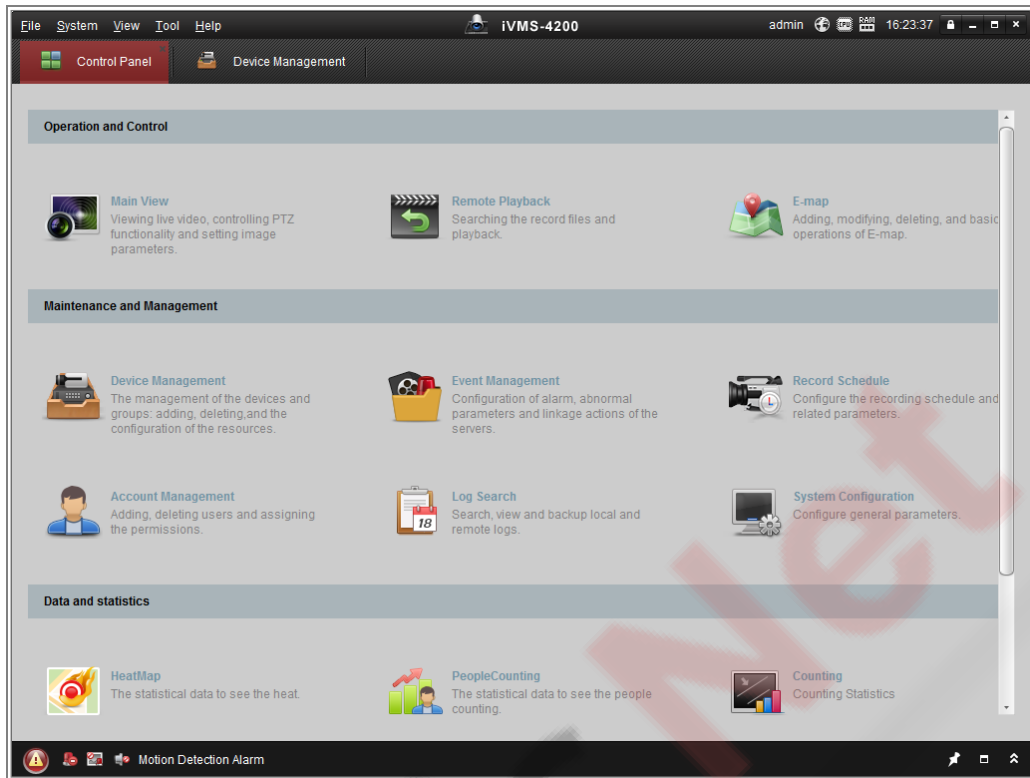 File System View Tool Help iVMS-4200 admin CPU RAM 16:23:37
Control Panel Device Management
Operation and Control
Main View
Viewing live video, controlling PTZ
functionality and setting image
parameters.
Remote Playback
Searching the record files and
playback.
E-map
Adding, modifying, deleting, and basic
operations of E-map.
Maintenance and Management
Device Management
The management of the devices and
groups: adding, deleting,and the
configuration of the resources.
Event Management
Configuration of alarm, abnormal
parameters and linkage actions of the
servers.
Record Schedule
Configure the recording schedule and
related parameters.
Account Management
Adding, deleting users and assigning
the permissions.
18
Log Search
Search, view and backup local and
remote logs.
System Configuration
Configure general parameters.
Data and statistics
HeatMap
The statistical data to see the heat.
PeopleCounting
The statistical data to see the people
counting.
Counting
Counting Statistics
Motion Detection Alarm
Net